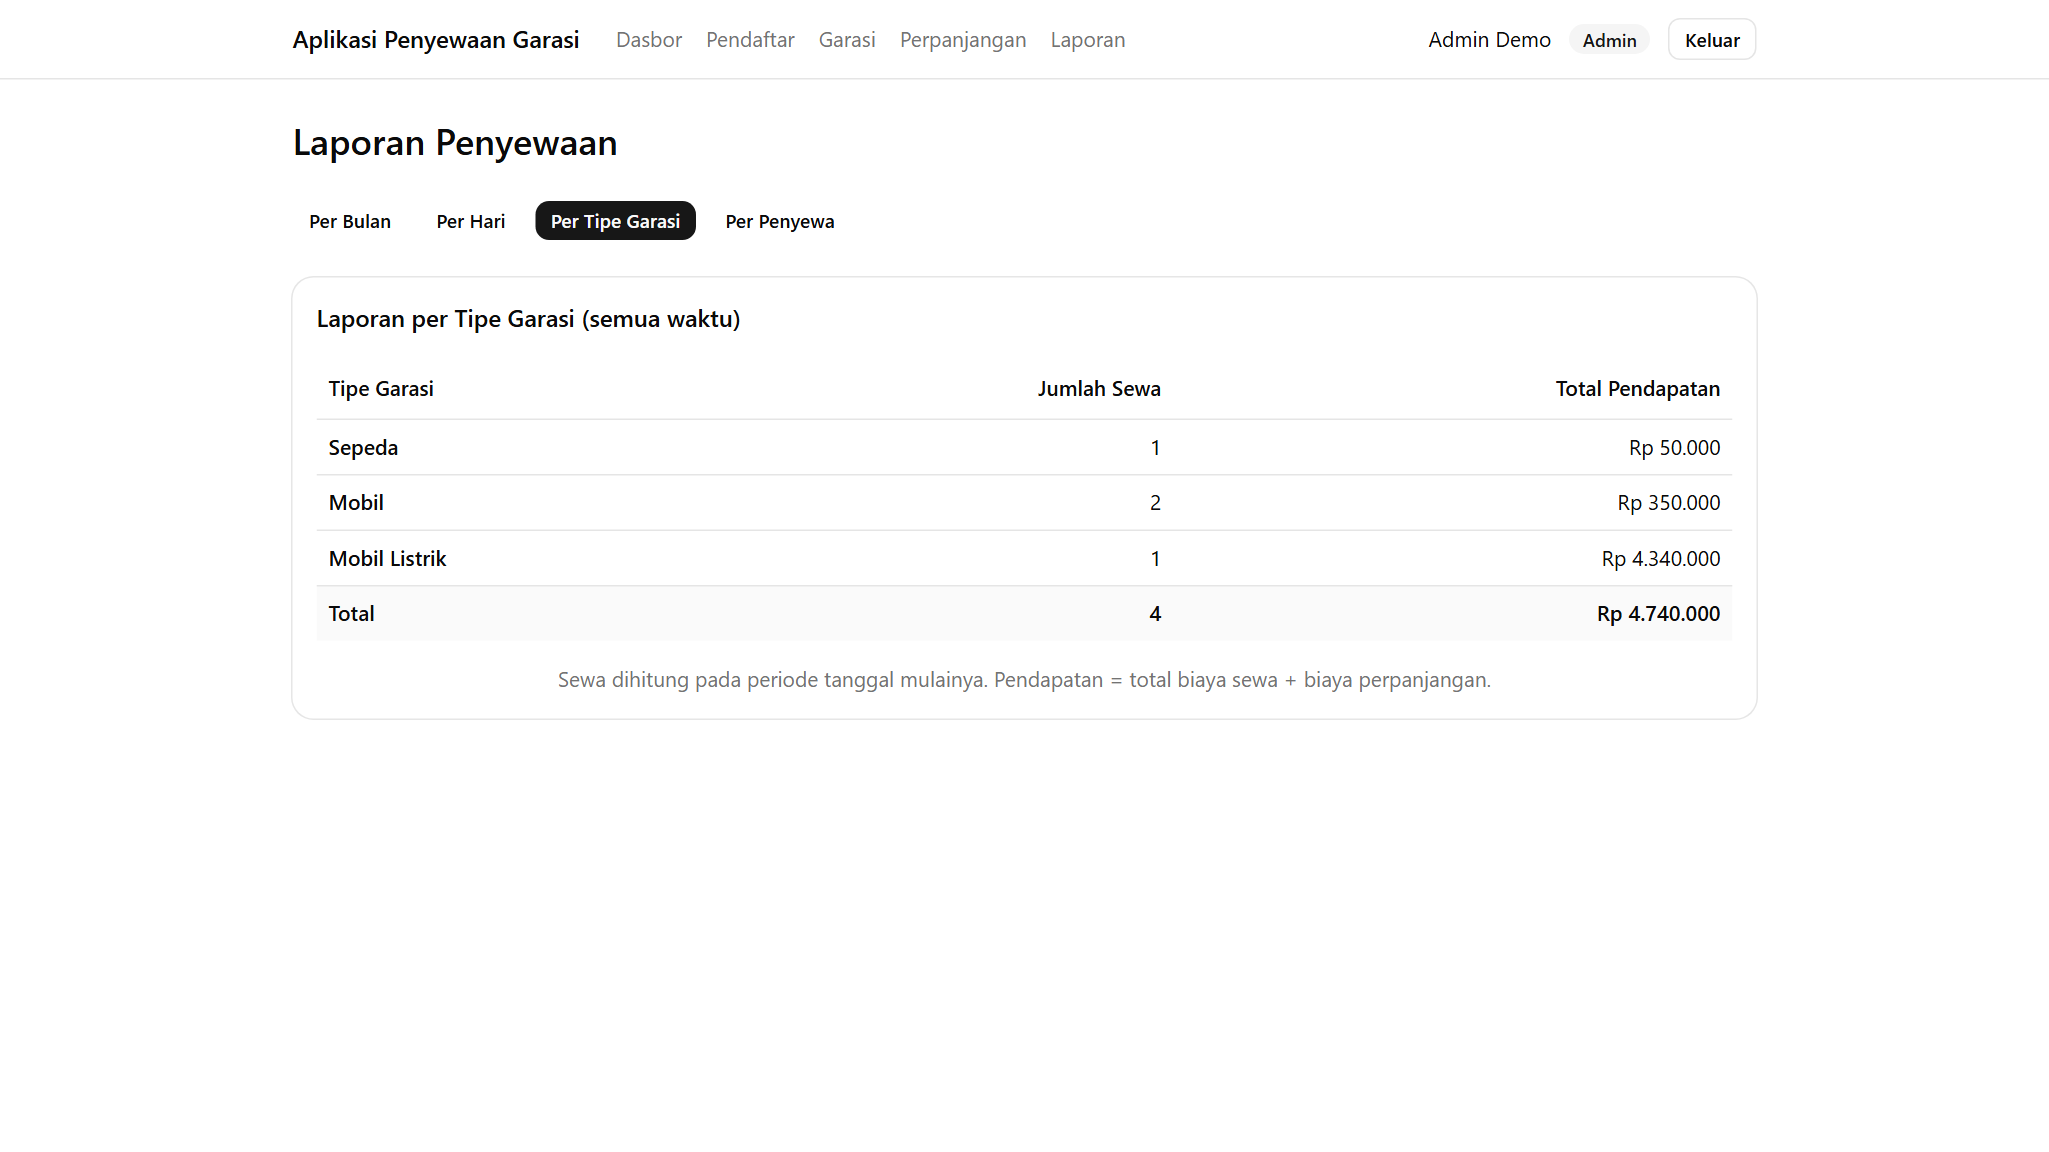 Aplikasi Penyewaan Garasi Dasbor Pendaftar Garasi Perpanjangan Laporan Admin Demo Admin Keluar
Laporan Penyewaan
Per Bulan Per Hari Per Tipe Garasi Per Penyewa
Laporan per Tipe Garasi (semua waktu)
Tipe Garasi Jumlah Sewa Total Pendapatan
Sepeda 1 Rp 50.000
Mobil 2 Rp 350.000
Mobil Listrik 1 Rp 4.340.000
Total 4 Rp 4.740.000
Sewa dihitung pada periode tanggal mulainya. Pendapatan = total biaya sewa + biaya perpanjangan.